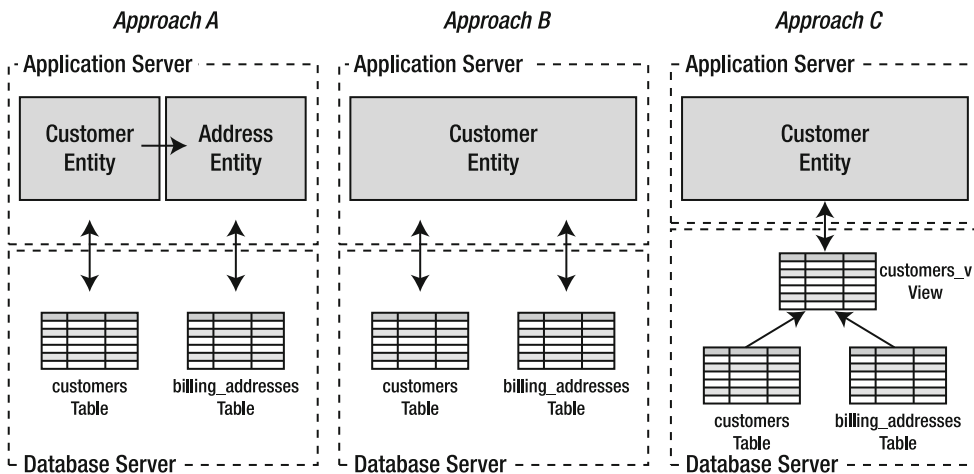 Approach A
Application Server
Customer
Entity
Address
Entity
customers
Table
billing_addresses
Table
Database Server
Approach B
Application Server
Customer
Entity
customers
Table
billing_addresses
Table
Database Server
Approach C
Application Server
Customer
Entity
customers_v
View
customers
Table
billing_addresses
Table
Database Server